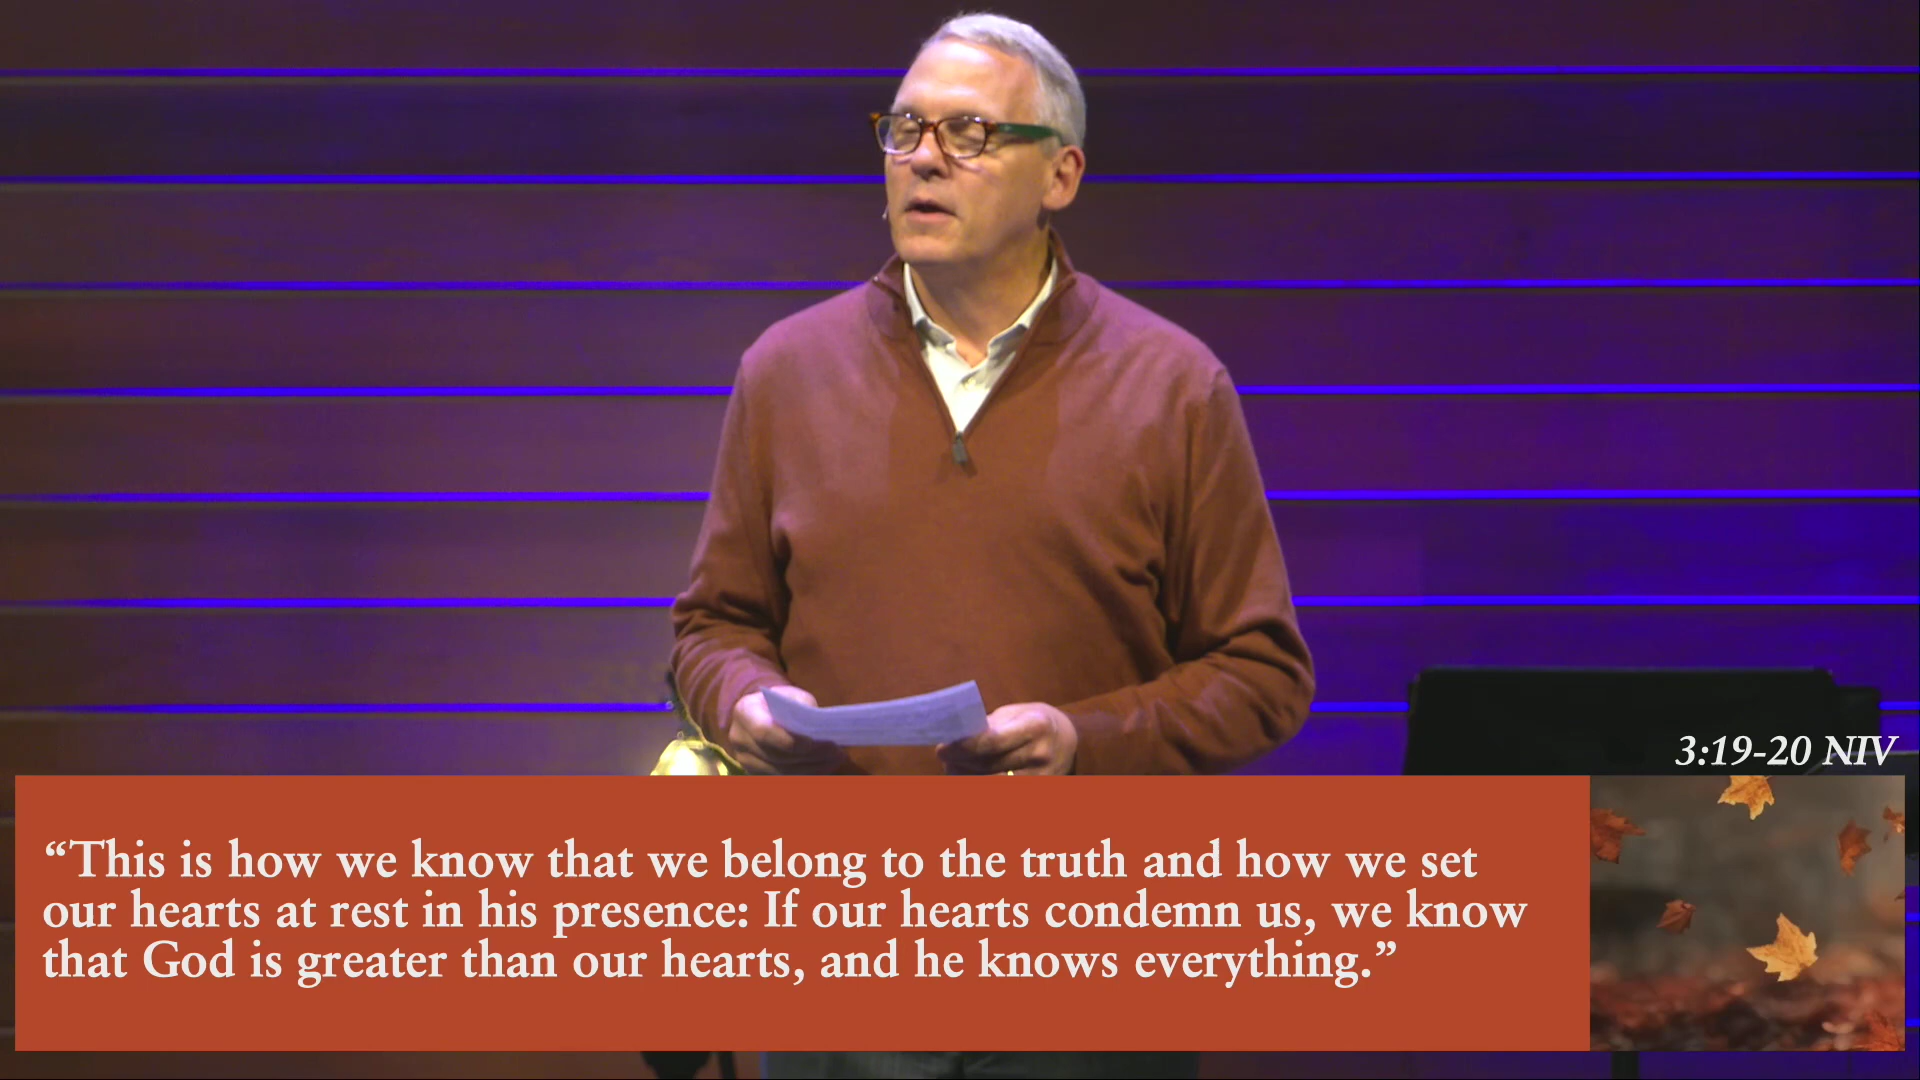 3:19-20 NIV
“This is how we know that we belong to the truth and how we set
our hearts at rest in his presence: If our hearts condemn us, we know
that God is greater than our hearts, and he knows everything.”